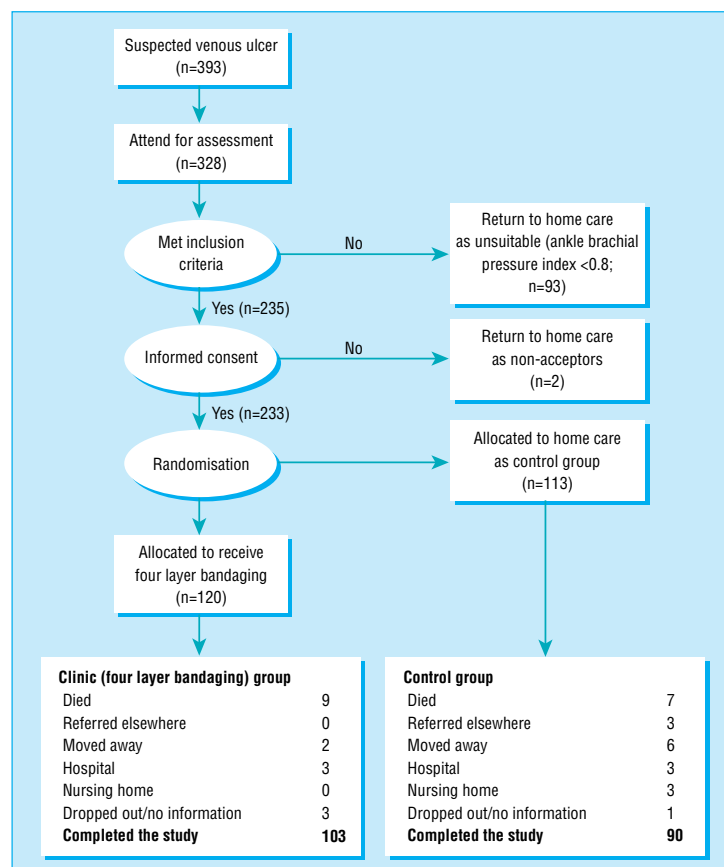 Suspected venous ulcer
(n=393)
Attend for assessment
(n=328)
Met inclusion
criteria
No
Return to home care
as unsuitable (ankle brachial
pressure index <0.8;
n=93)
Yes (n=235)
Informed consent
No
Return to home care
as non-acceptors
(n=2)
Yes (n=233)
Randomisation
Allocated to home care
as control group
(n=113)
Allocated to receive
four layer bandaging
(n=120)
Clinic (four layer bandaging) group
Died 9
Referred elsewhere 0
Moved away 2
Hospital 3
Nursing home 0
Dropped out/no information 3
Completed the study 103
Control group
Died 7
Referred elsewhere 3
Moved away 6
Hospital 3
Nursing home 3
Dropped out/no information 1
Completed the study 90